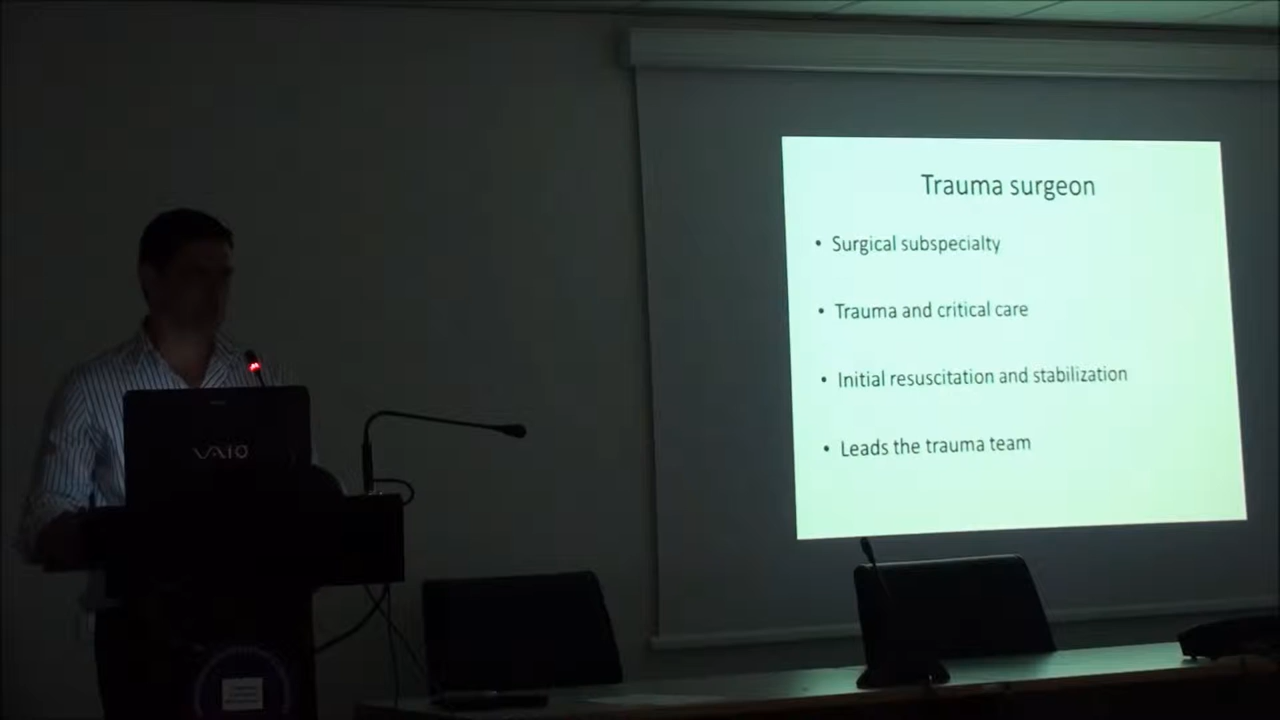 Trauma surgeon
• Surgical subspecialty
• Trauma and critical care
• Initial resuscitation and stabilization
• Leads the trauma team
VAIO